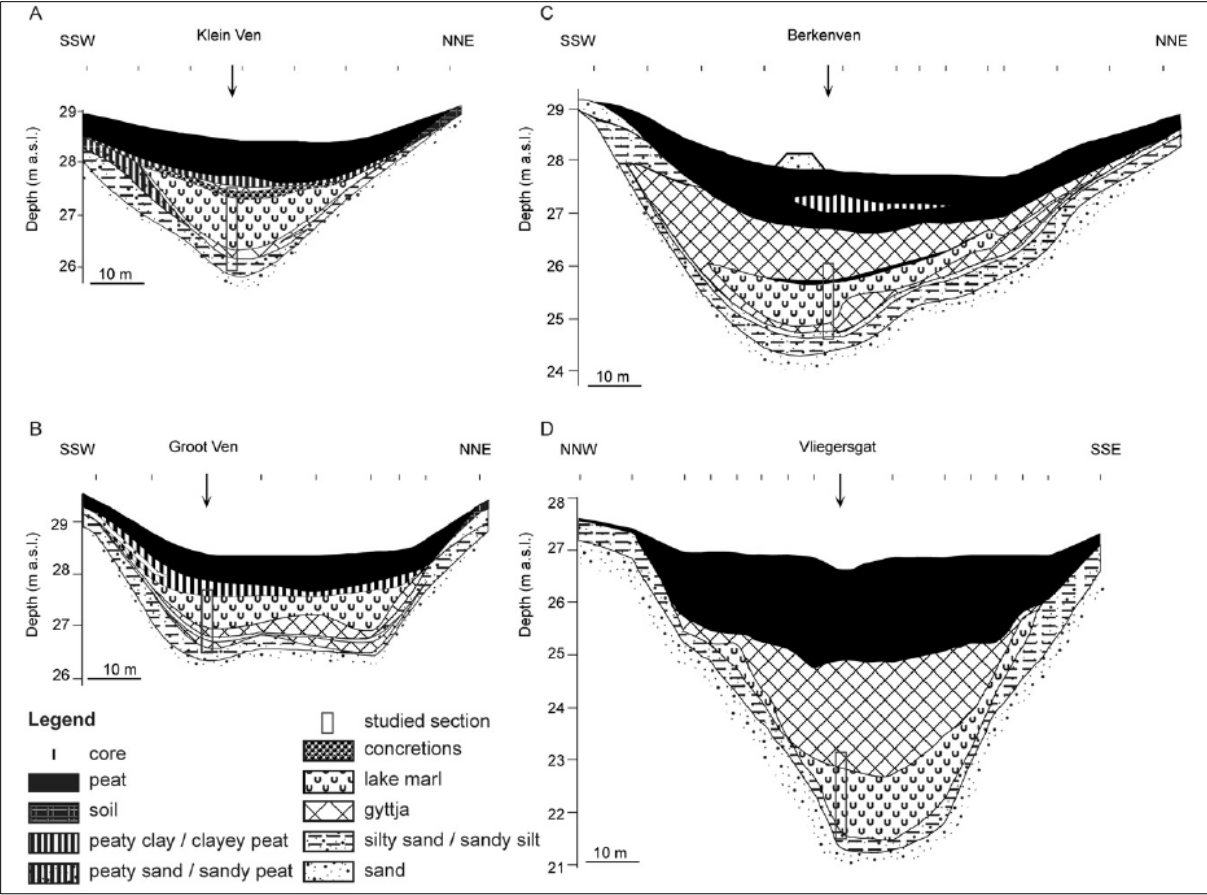 A
SSW Klein Ven NNE
Depth (m a.s.l.)
29
28
27
26
10 m
C
SSW Berkenven NNE
Depth (m a.s.l.)
29
28
27
26
25
24
10 m
B
SSW Groot Ven NNE
Depth (m a.s.l.)
29
28
27
26
10 m
D
NNW Vliegersgat SSE
Depth (m a.s.l.)
28
27
26
25
24
23
22
21
10 m
Legend
core
peat
soil
peaty clay / clayey peat
peaty sand / sandy peat
studied section
concretions
lake marl
gyttja
silty sand / sandy silt
sand